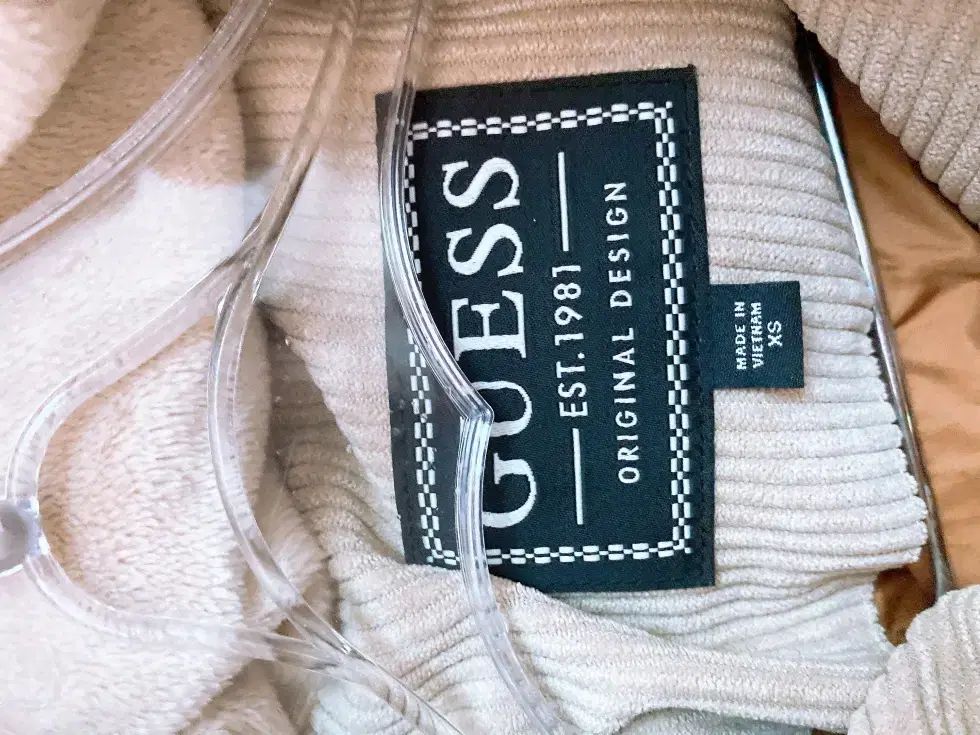 GUESS
EST.1981
ORIGINAL DESIGN
MADE IN
VIETNAM
XS